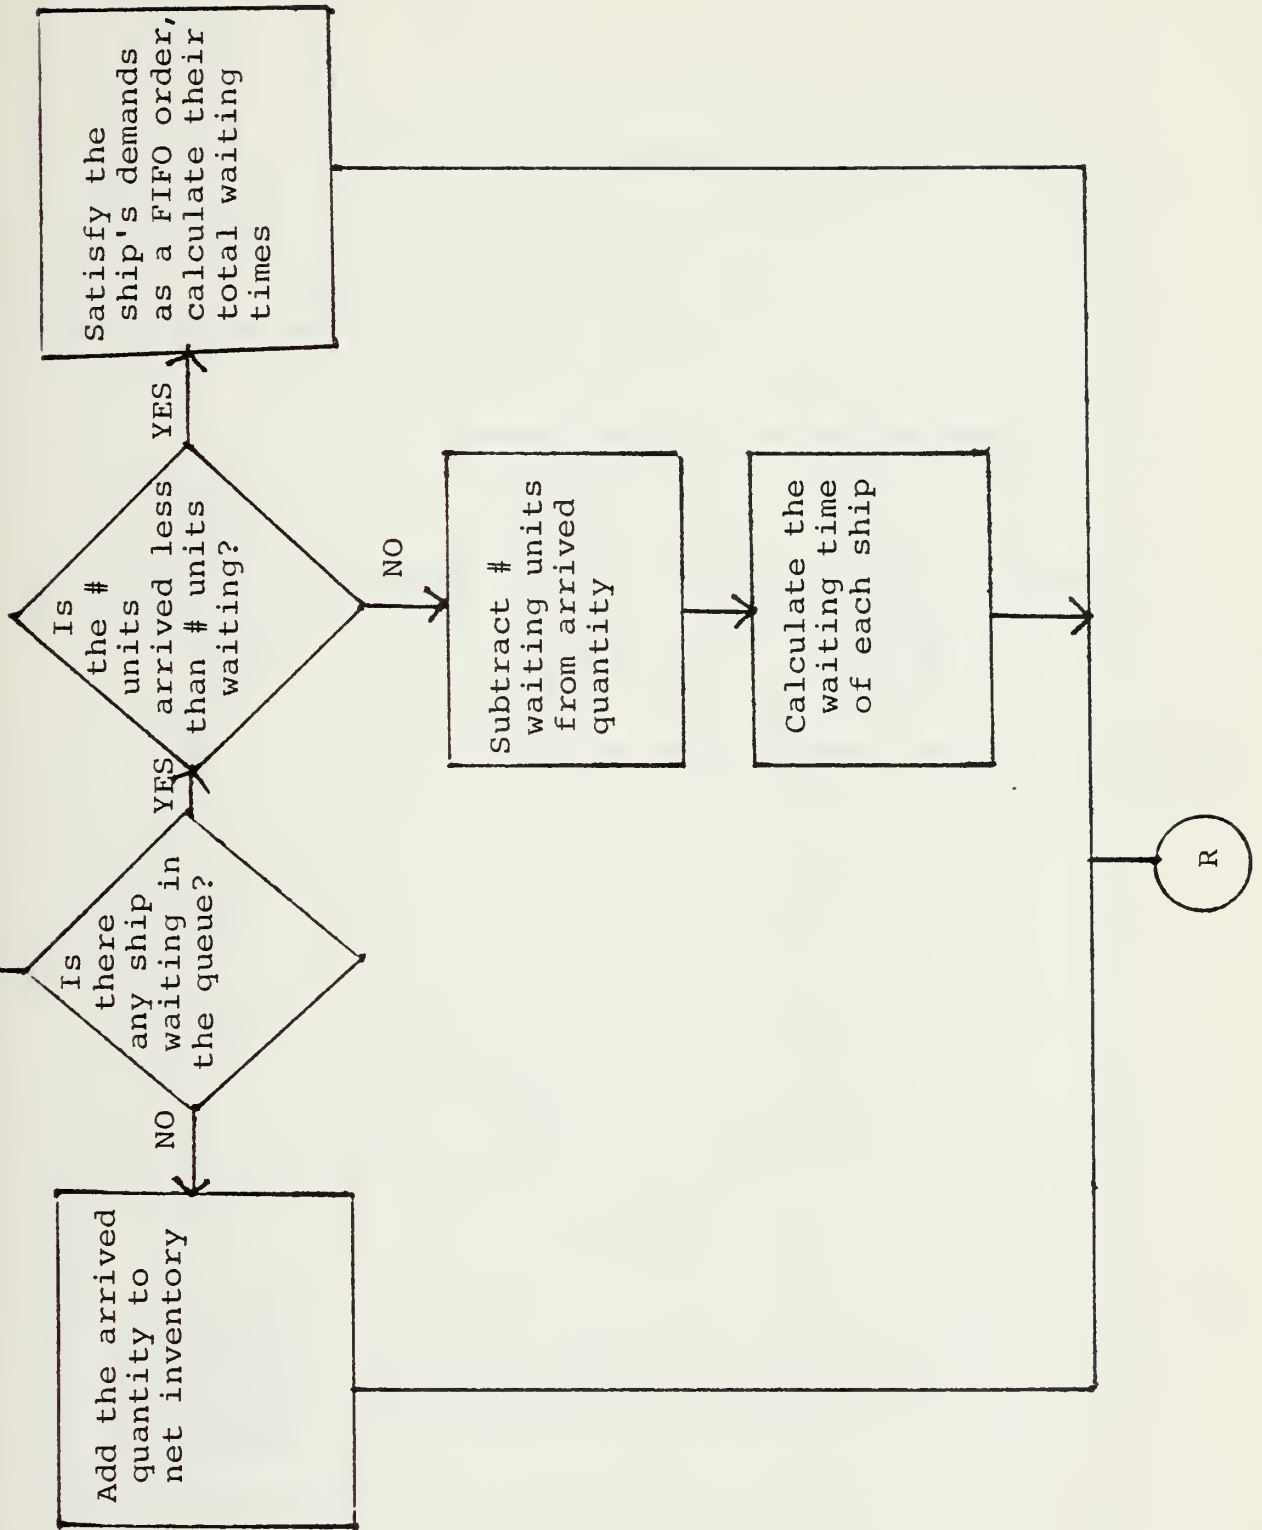 Add the arrived
quantity to
net inventory
NO
Is
there
any ship
waiting in
the queue?
YES
Is
the #
units
arrived less
than # units
waiting?
YES
Satisfy the
ship's demands
as a FIFO order,
calculate their
total waiting
times
NO
Subtract #
waiting units
from arrived
quantity
Calculate the
waiting time
of each ship
R